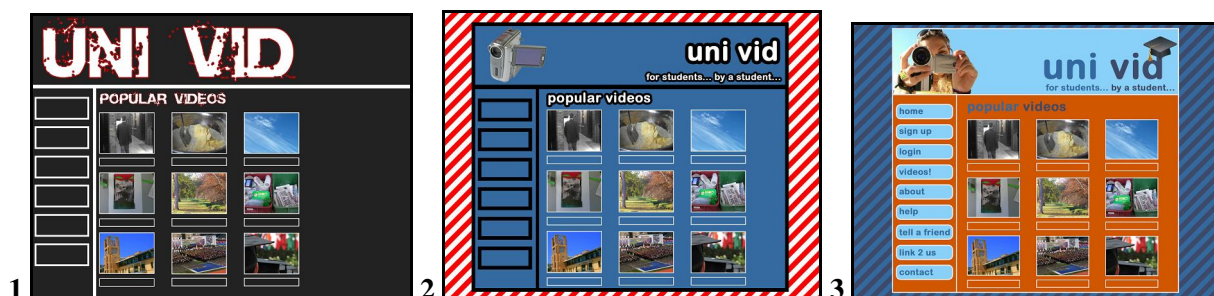 UNI VID
POPULAR VIDEOS
1
uni vid
for students... by a student...
popular videos
2
uni vid
for students... by a student...
home
sign up
login
videos!
about
help
tell a friend
link 2 us
contact
popular videos
3